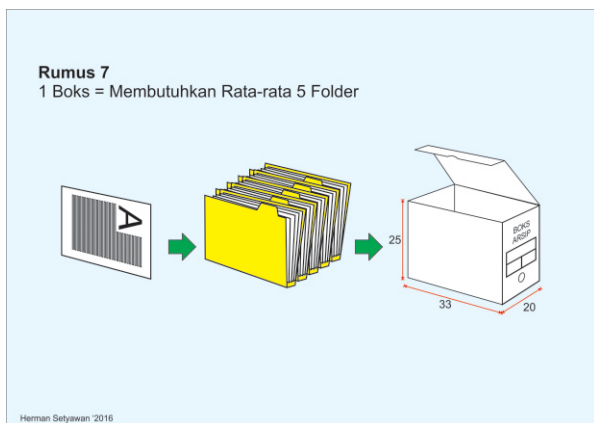 Rumus 7
1 Boks = Membutuhkan Rata-rata 5 Folder
A
BOKS
ARSIP
25
33
20
Herman Setyawan '2016